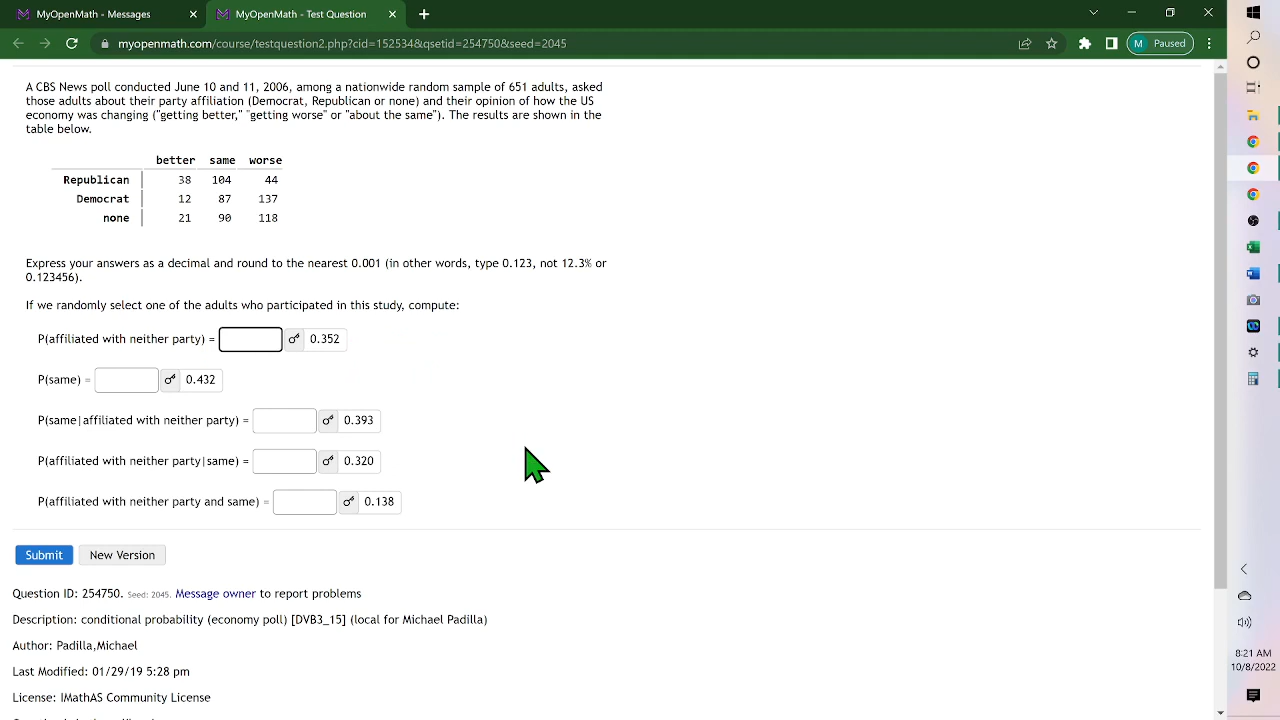 MyOpenMath - Messages
MyOpenMath - Test Question
myopenmath.com/course/testquestion2.php?cid=152534&qsetid=254750&seed=2045
M Paused
A CBS News poll conducted June 10 and 11, 2006, among a nationwide random sample of 651 adults, asked
those adults about their party affiliation (Democrat, Republican or none) and their opinion of how the US
economy was changing ("getting better," "getting worse" or "about the same"). The results are shown in the
table below.
better same worse
Republican 38 104 44
Democrat 12 87 137
none 21 90 118
Express your answers as a decimal and round to the nearest 0.001 (in other words, type 0.123, not 12.3% or
0.123456).
If we randomly select one of the adults who participated in this study, compute:
P(affiliated with neither party) = 0.352
P(same) = 0.432
P(same|affiliated with neither party) = 0.393
P(affiliated with neither party|same) = 0.320
P(affiliated with neither party and same) = 0.138
Submit New Version
Question ID: 254750. Seed: 2045. Message owner to report problems
Description: conditional probability (economy poll) [DVB3_15] (local for Michael Padilla)
Author: Padilla,Michael
Last Modified: 01/29/19 5:28 pm
License: IMathAS Community License
8:21 AM
10/8/2022